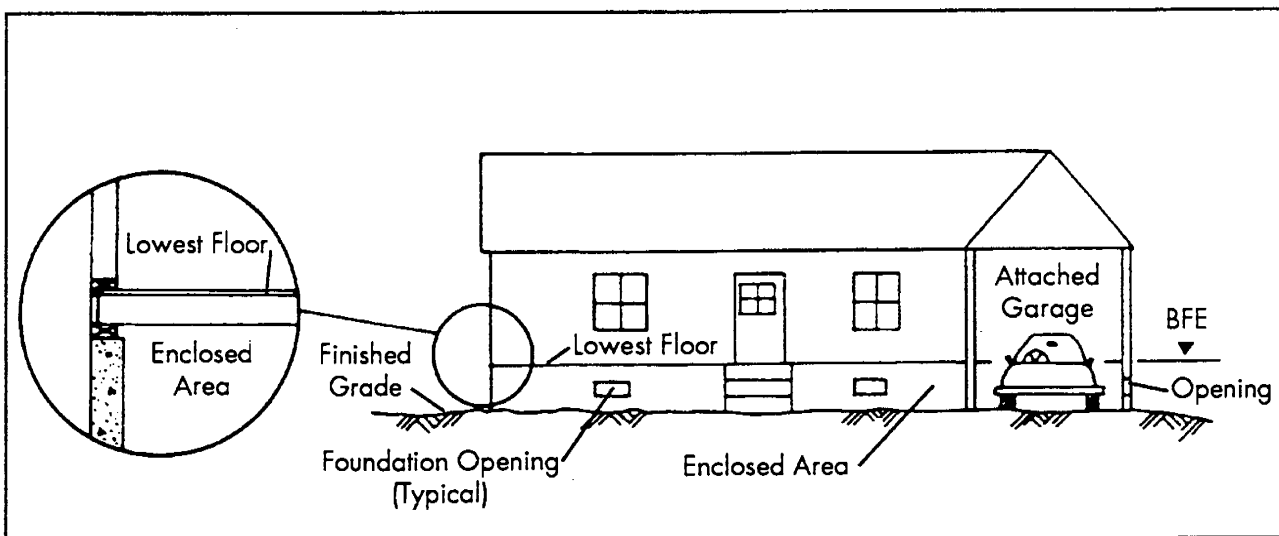 Lowest Floor
Enclosed
Area
Finished
Grade
Lowest Floor
Attached
Garage
BFE
Opening
Foundation Opening
(Typical)
Enclosed Area